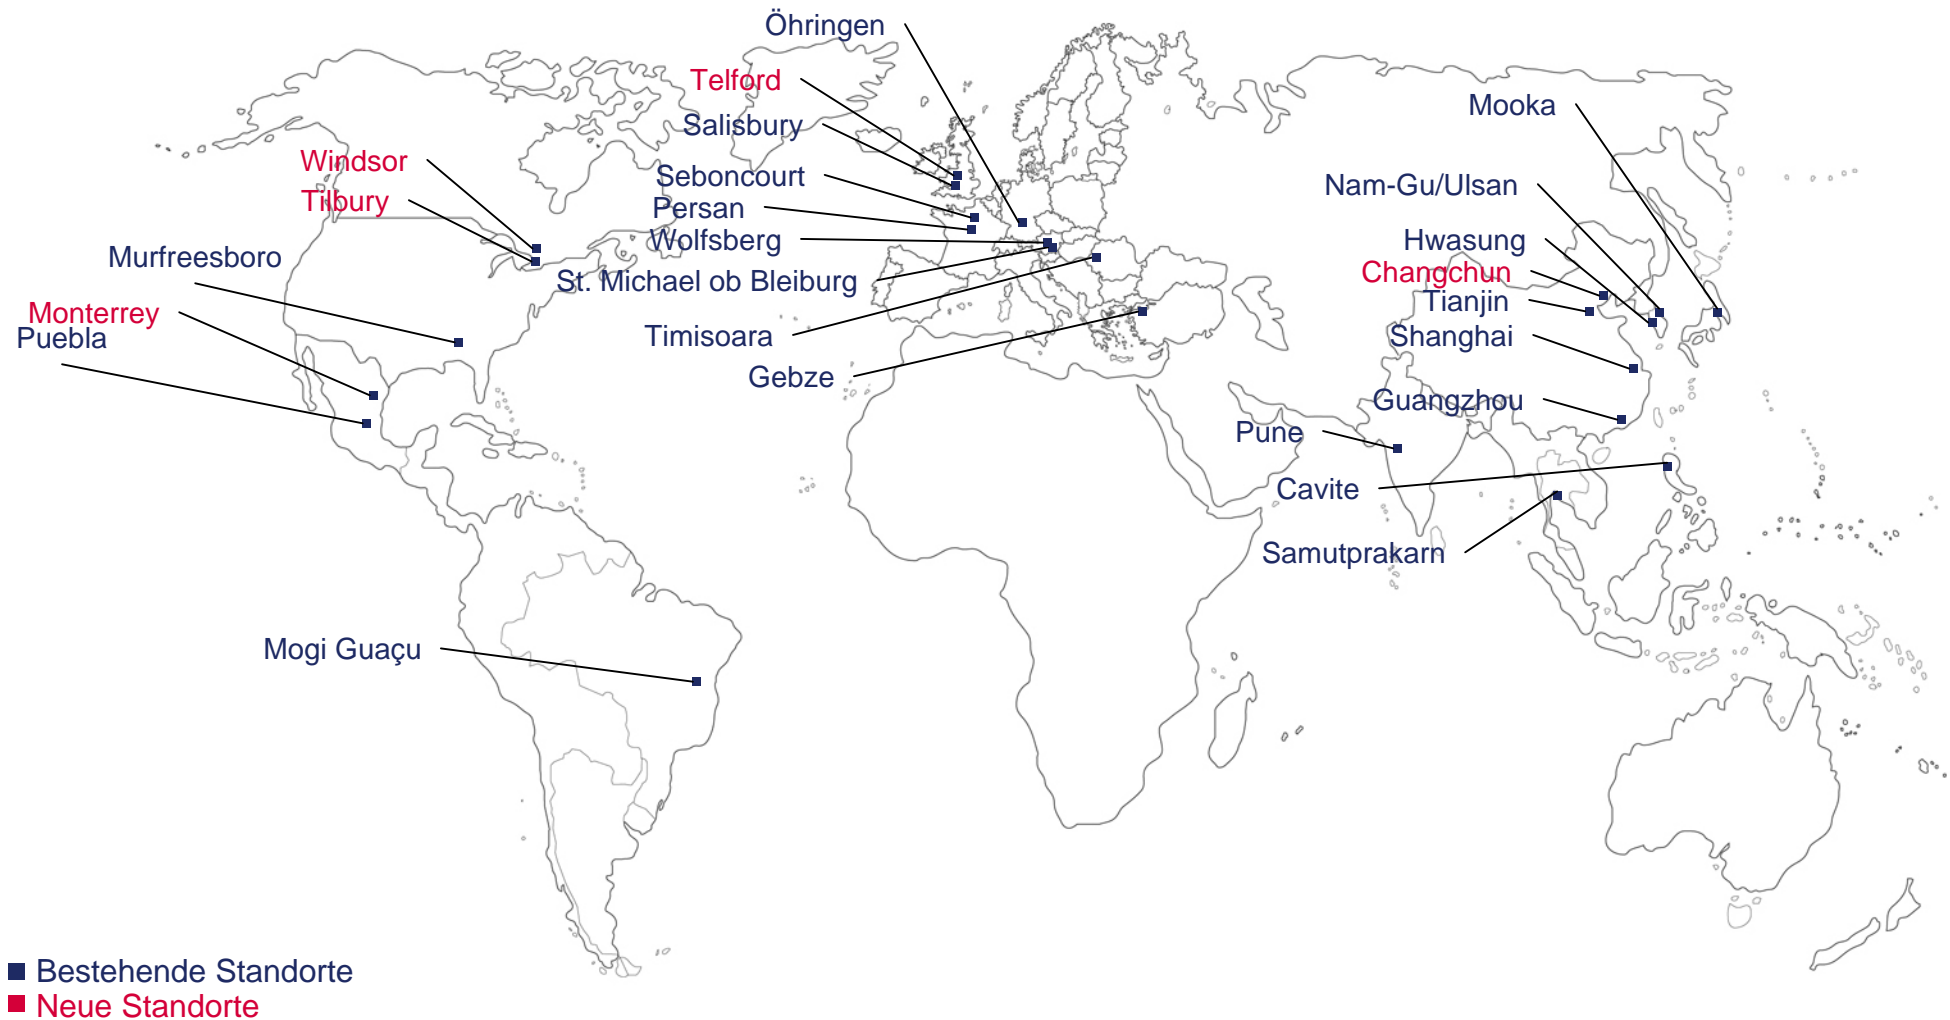 Öhringen
Telford
Salisbury
Seboncourt
Persan
Wolfsberg
St. Michael ob Bleiburg
Timisoara
Gebze
Windsor
Tilbury
Murfreesboro
Monterrey
Puebla
Mogi Guaçu
Mooka
Nam-Gu/Ulsan
Hwasung
Changchun
Tianjin
Shanghai
Guangzhou
Pune
Cavite
Samutprakarn
Bestehende Standorte
Neue Standorte